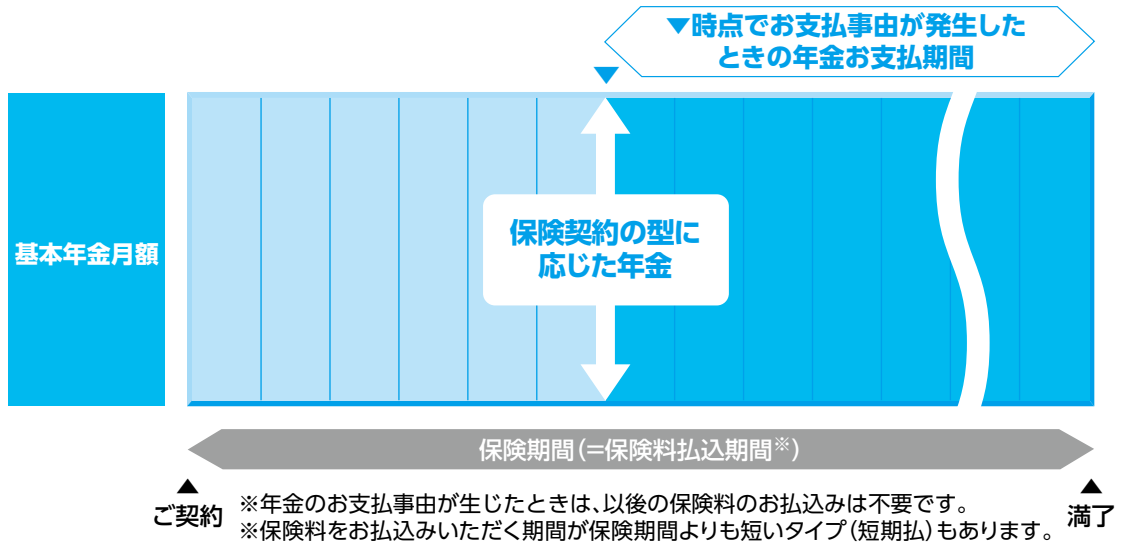 ▼時点でお支払事由が発生した
ときの年金お支払期間
基本年金月額
保険契約の型に
応じた年金
保険期間(=保険料払込期間※)
ご契約
※年金のお支払事由が生じたときは、以後の保険料のお払込みは不要です。
※保険料をお払込みいただく期間が保険期間よりも短いタイプ(短期払)もあります。
満了